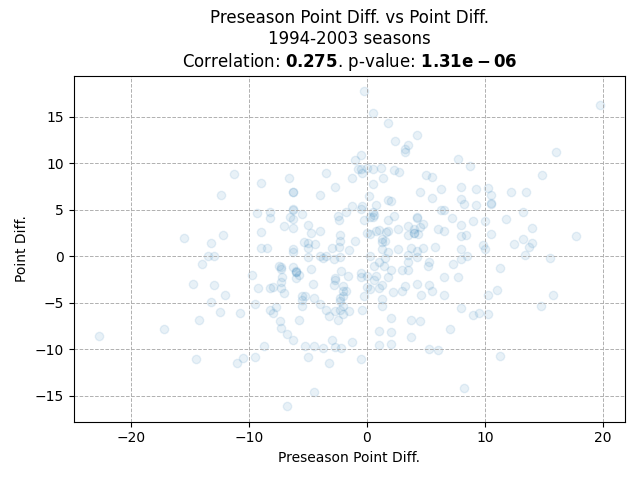 Preseason Point Diff. vs Point Diff.
1994-2003 seasons
Correlation: 0.275. p-value: 1.31e − 06
15
10
5
0
−5
−10
−15
Point Diff.
−20
−10
0
10
20
Preseason Point Diff.